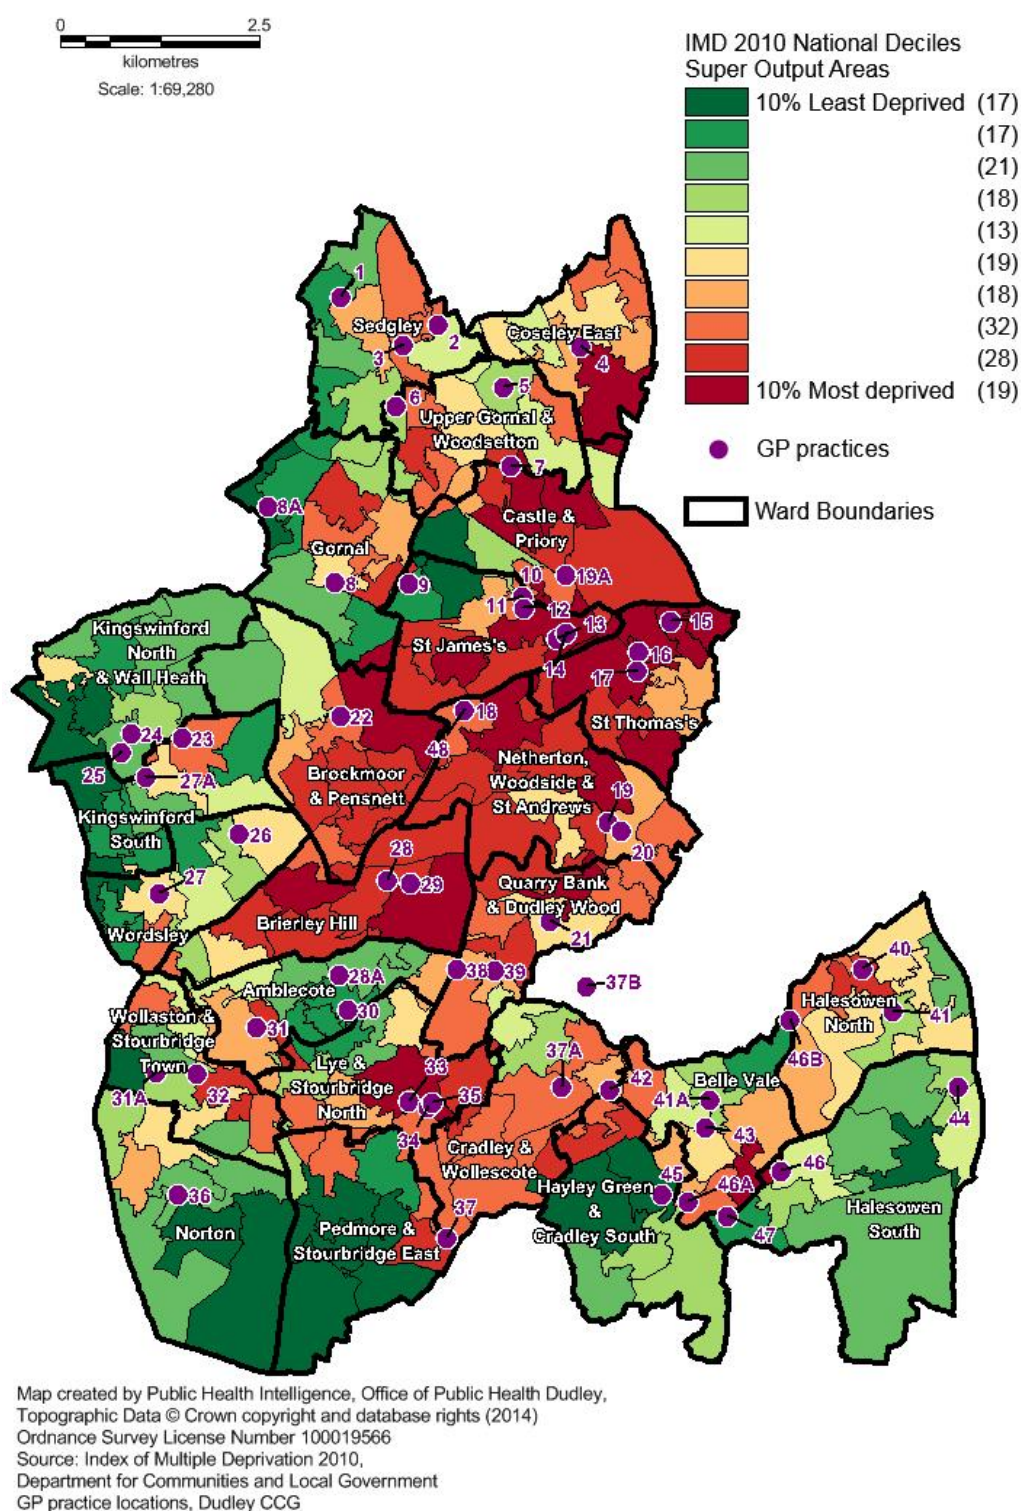 0 2.5
kilometres
Scale: 1:69,280
IMD 2010 National Deciles
Super Output Areas
10% Least Deprived (17)
(17)
(21)
(18)
(13)
(19)
(18)
(32)
(28)
10% Most deprived (19)
GP practices
Ward Boundaries
1
Sedgley
2
3
Coseley East
4
5
6
Upper Gornal &
Woodsetton
7
8A
Castle &
Priory
Gornal
8
9
10
19A
11
12
13
14
15
16
17
St James's
St Thomas's
Kingswinford
North
& Wall Heath
18
22
24
23
48
25
27A
Netherton,
Woodside &
St Andrews
19
20
Brockmoor
& Pensnett
Kingswinford
South
26
27
28
29
Quarry Bank
& Dudley Wood
21
Brierley Hill
Wordsley
28A
38
39
37B
40
Amblecote
30
31
Wollaston &
Stourbridge
Town
Halesowen
North
41
46B
Lye &
Stourbridge
North
33
37A
42
Belle Vale
41A
31A
32
35
34
43
44
Cradley &
Wollescote
45
46A
46
47
36
Hayley Green
&
Cradley South
Halesowen
South
Norton
Pedmore &
Stourbridge East
37
Map created by Public Health Intelligence, Office of Public Health Dudley,
Topographic Data © Crown copyright and database rights (2014)
Ordnance Survey License Number 100019566
Source: Index of Multiple Deprivation 2010,
Department for Communities and Local Government
GP practice locations, Dudley CCG